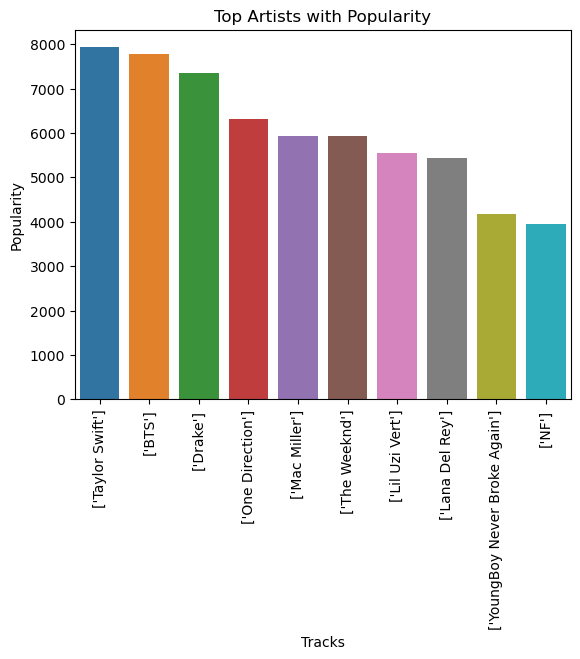 Top Artists with Popularity
Popularity
8000
7000
6000
5000
4000
3000
2000
1000
0
['Taylor Swift']
['BTS']
['Drake']
['One Direction']
['Mac Miller']
['The Weeknd']
['Lil Uzi Vert']
['Lana Del Rey']
['YoungBoy Never Broke Again']
['NF']
Tracks